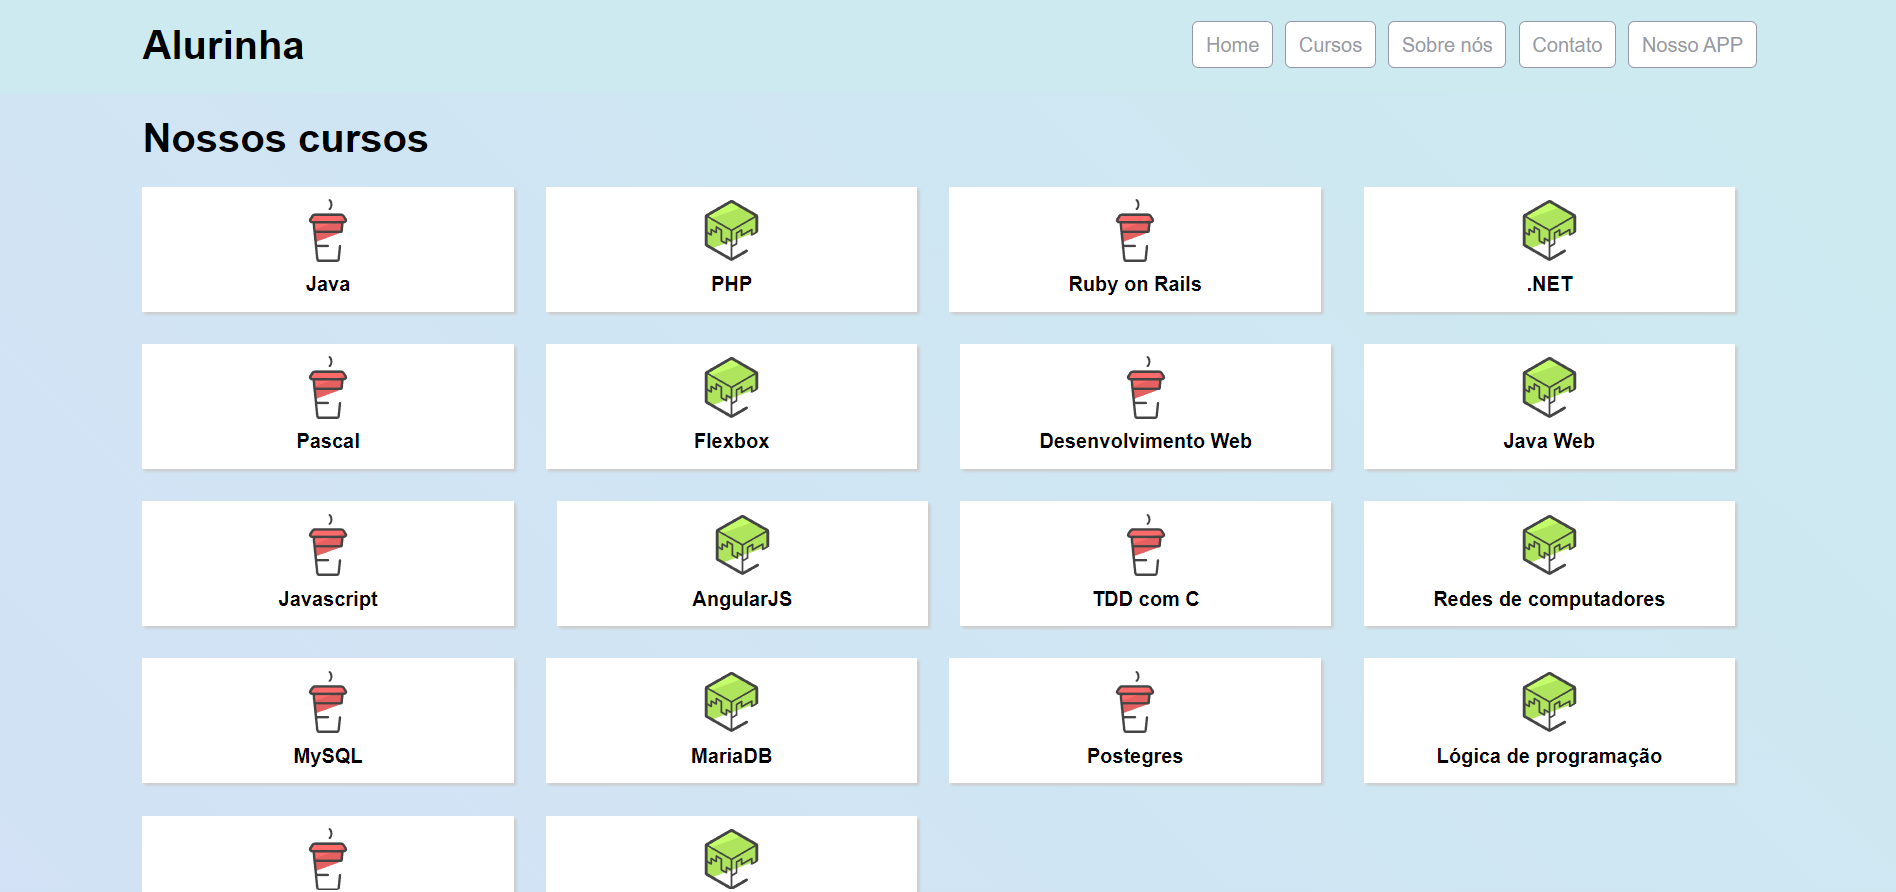 Alurinha
Home
Cursos
Sobre nós
Contato
Nosso APP
Nossos cursos
Java
PHP
Ruby on Rails
.NET
Pascal
Flexbox
Desenvolvimento Web
Java Web
Javascript
AngularJS
TDD com C
Redes de computadores
MySQL
MariaDB
Postegres
Lógica de programação